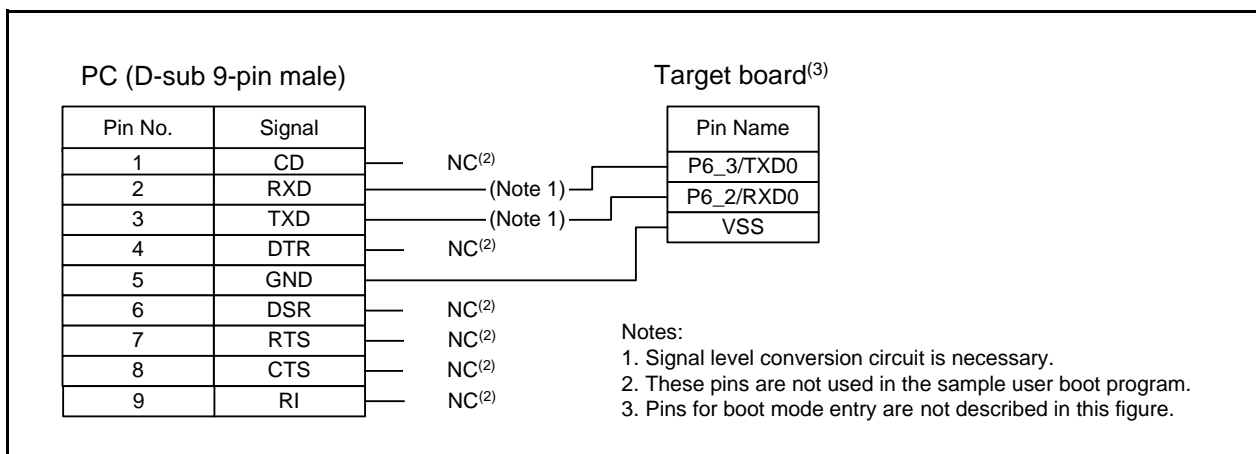 PC (D-sub 9-pin male) Target board(3)
Pin No. Signal Pin Name
1 CD NC(2) P6_3/TXD0
2 RXD (Note 1) P6_2/RXD0
3 TXD (Note 1) VSS
4 DTR NC(2)
5 GND
6 DSR NC(2)
7 RTS NC(2)
8 CTS NC(2)
9 RI NC(2)
Notes:
1. Signal level conversion circuit is necessary.
2. These pins are not used in the sample user boot program.
3. Pins for boot mode entry are not described in this figure.